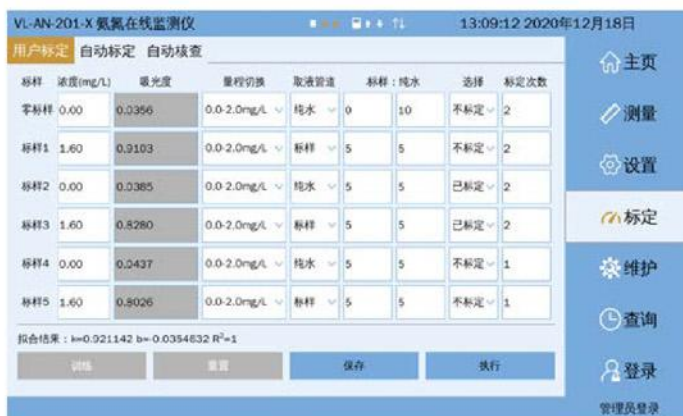 VL-AN-201-X 氨氮在线监测仪 13:09:12 2020年12月18日
用户标定 自动标定 自动核查
标样 浓度(mg/L) 吸光度 量程切换 取液管道 标样：纯水 选择 标定次数
零标样 0.00 0.0356 0.0-2.0mg/L 纯水 0 10 不标定 2
标样1 1.60 0.9103 0.0-2.0mg/L 标样 5 5 不标定 2
标样2 0.00 0.0385 0.0-2.0mg/L 纯水 5 5 已标定 2
标样3 1.60 0.8280 0.0-2.0mg/L 标样 5 5 已标定 2
标样4 0.00 0.0437 0.0-2.0mg/L 纯水 5 5 不标定 1
标样5 1.60 0.8026 0.0-2.0mg/L 标样 5 5 不标定 1
拟合结果：k=0.921142 b=-0.0354632 R²=1
训练 重置 保存 执行
主页
测量
设置
标定
维护
查询
登录
管理员登录